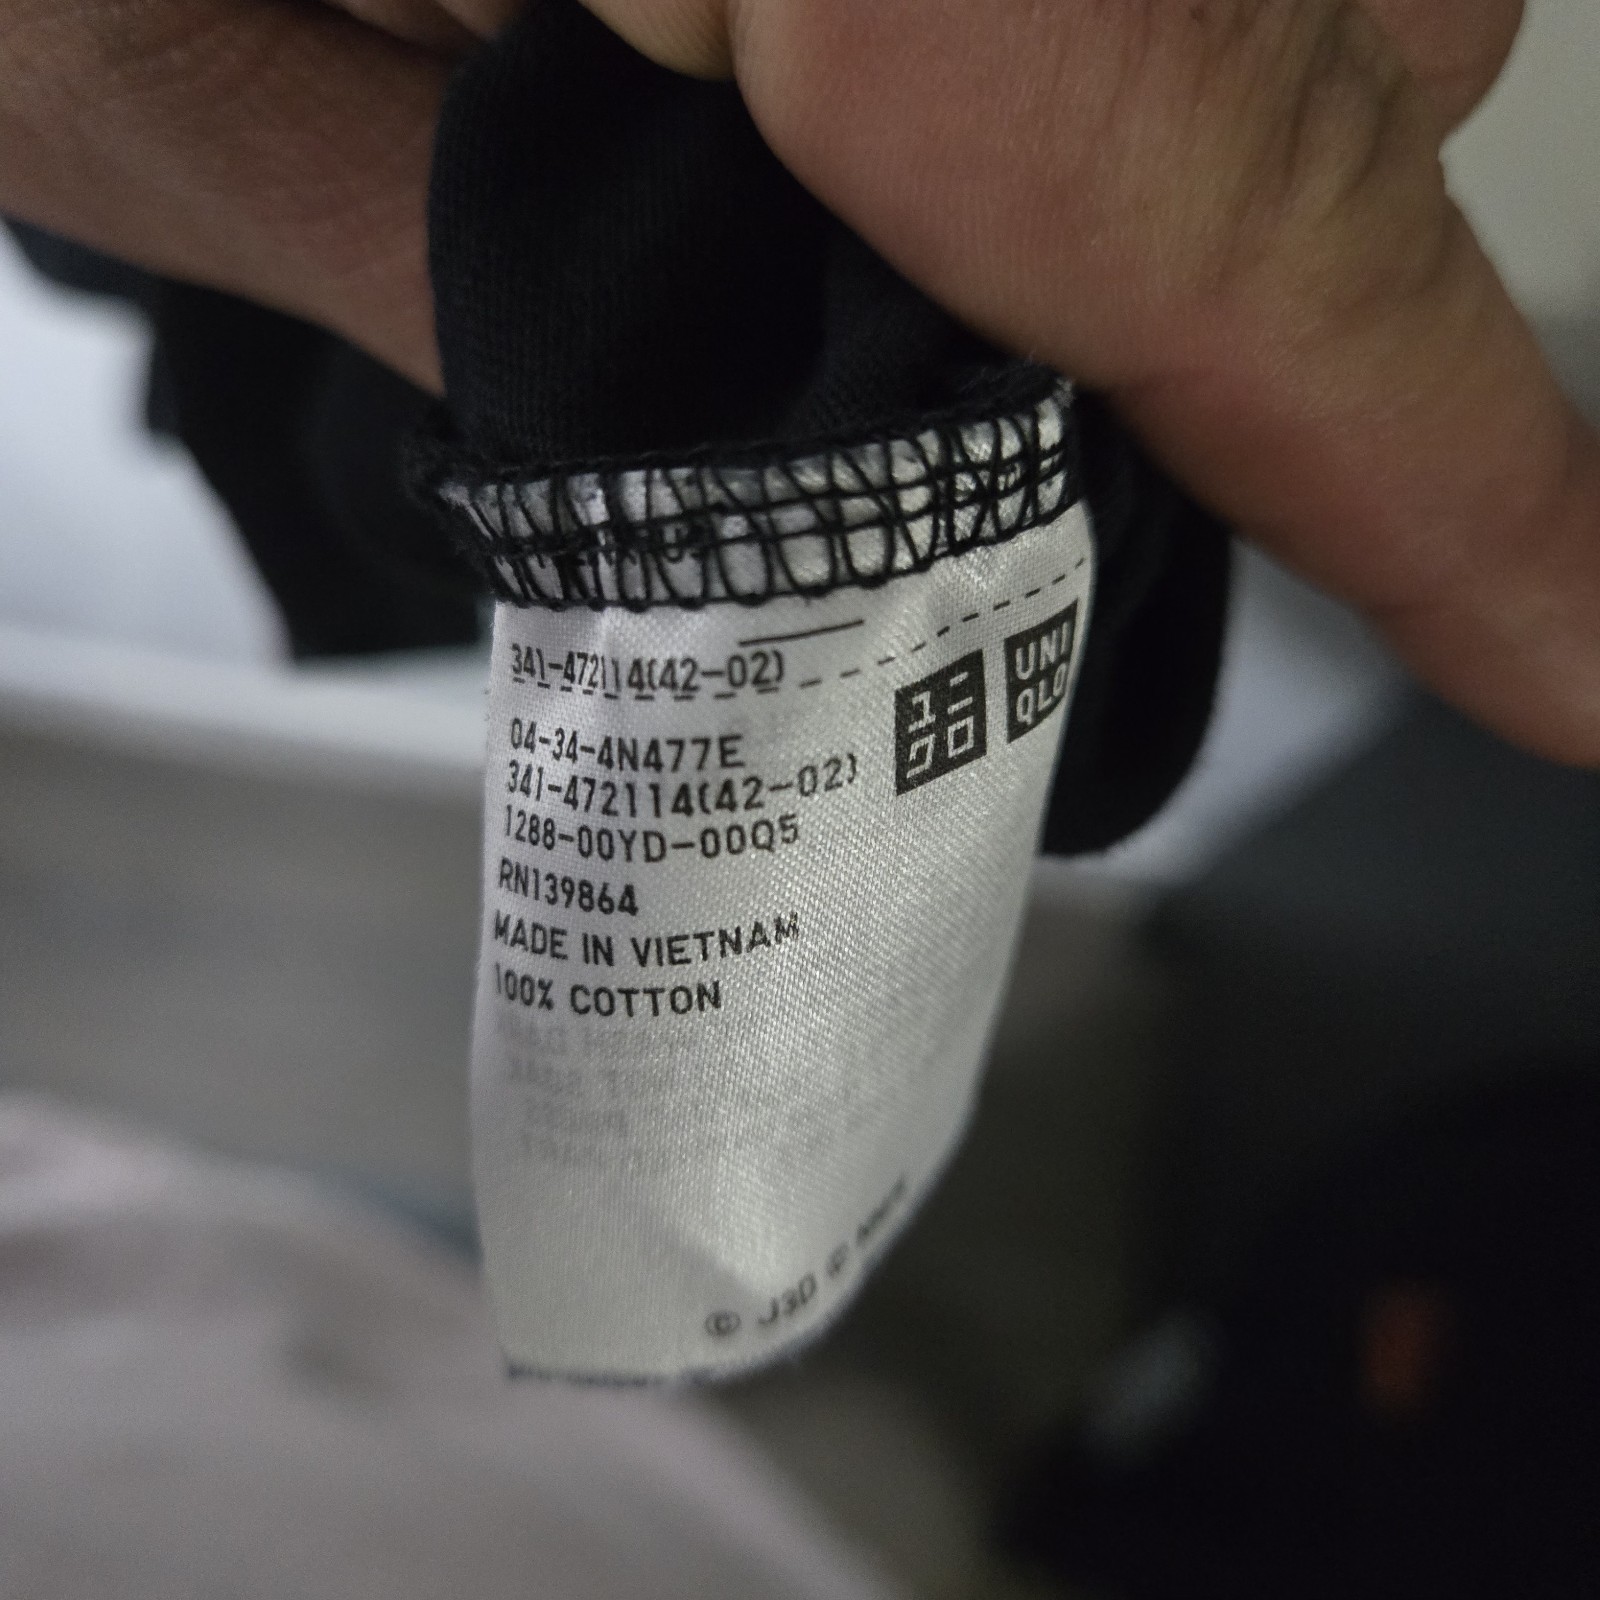 341-472114(42-02)
ユニ
クロ
UNI
QLO
04-34-4N477E
341-472114(42-02)
1288-00YD-00Q5
RN139864
MADE IN VIETNAM
100% COTTON
© J3D ©